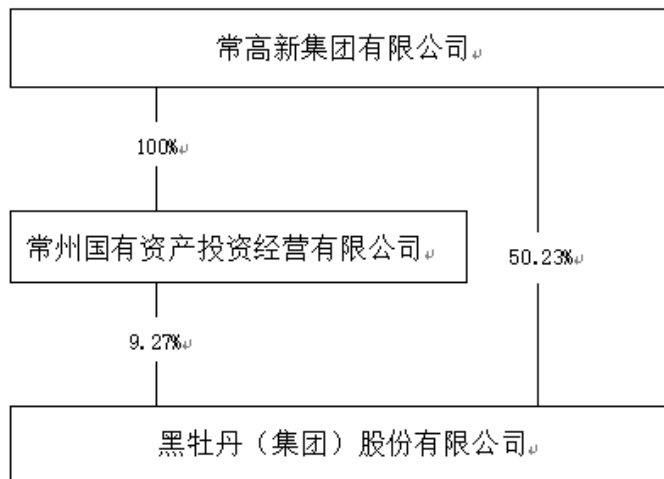 常高新集团有限公司
100%
常州国有资产投资经营有限公司
50.23%
9.27%
黑牡丹（集团）股份有限公司